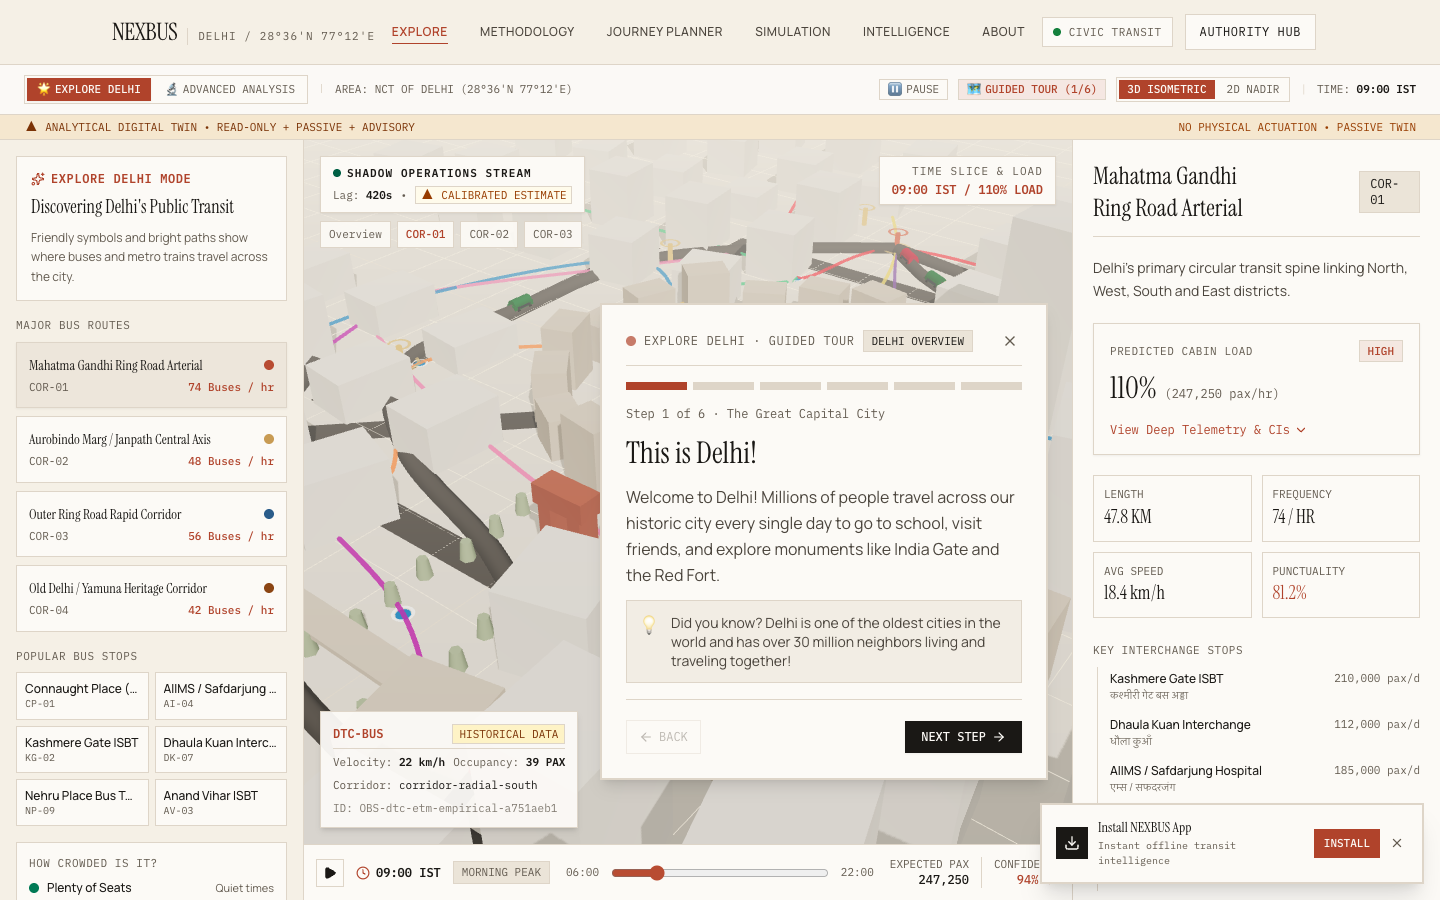 NEXBUS
DELHI / 28°36'N 77°12'E
EXPLORE
METHODOLOGY
JOURNEY PLANNER
SIMULATION
INTELLIGENCE
ABOUT
CIVIC TRANSIT
AUTHORITY HUB
EXPLORE DELHI
ADVANCED ANALYSIS
AREA: NCT OF DELHI (28°36'N 77°12'E)
PAUSE
GUIDED TOUR (1/6)
3D ISOMETRIC
2D NADIR
TIME: 09:00 IST
ANALYTICAL DIGITAL TWIN • READ-ONLY + PASSIVE + ADVISORY
NO PHYSICAL ACTUATION • PASSIVE TWIN
EXPLORE DELHI MODE
Discovering Delhi's Public Transit
Friendly symbols and bright paths show
where buses and metro trains travel across
the city.
MAJOR BUS ROUTES
Mahatma Gandhi Ring Road Arterial
COR-01
74 Buses / hr
Aurobindo Marg / Janpath Central Axis
COR-02
48 Buses / hr
Outer Ring Road Rapid Corridor
COR-03
56 Buses / hr
Old Delhi / Yamuna Heritage Corridor
COR-04
42 Buses / hr
POPULAR BUS STOPS
Connaught Place (...
CP-01
AIIMS / Safdarjung ...
AI-04
Kashmere Gate ISBT
KG-02
Dhaula Kuan Interc...
DK-07
Nehru Place Bus T...
NP-09
Anand Vihar ISBT
AV-03
HOW CROWDED IS IT?
Plenty of Seats
Quiet times
SHADOW OPERATIONS STREAM
Lag: 420s •
CALIBRATED ESTIMATE
Overview
COR-01
COR-02
COR-03
TIME SLICE & LOAD
09:00 IST / 110% LOAD
EXPLORE DELHI · GUIDED TOUR
DELHI OVERVIEW
Step 1 of 6 · The Great Capital City
This is Delhi!
Welcome to Delhi! Millions of people travel across our
historic city every single day to go to school, visit
friends, and explore monuments like India Gate and
the Red Fort.
Did you know? Delhi is one of the oldest cities in the
world and has over 30 million neighbors living and
traveling together!
← BACK
NEXT STEP →
DTC-BUS
HISTORICAL DATA
Velocity: 22 km/h
Occupancy: 39 PAX
Corridor: corridor-radial-south
ID: OBS-dtc-etm-empirical-a751aeb1
09:00 IST
MORNING PEAK
06:00
22:00
EXPECTED PAX
247,250
CONFIDE
94%
Mahatma Gandhi
Ring Road Arterial
COR-
01
Delhi's primary circular transit spine linking North,
West, South and East districts.
PREDICTED CABIN LOAD
HIGH
110% (247,250 pax/hr)
View Deep Telemetry & CIs
LENGTH
47.8 KM
FREQUENCY
74 / HR
AVG SPEED
18.4 km/h
PUNCTUALITY
81.2%
KEY INTERCHANGE STOPS
Kashmere Gate ISBT
210,000 pax/d
कश्मीरी गेट बस अड्डा
Dhaula Kuan Interchange
112,000 pax/d
धौला कुआँ
AIIMS / Safdarjung Hospital
185,000 pax/d
एम्स / सफदरजंग
Install NEXBUS App
Instant offline transit
intelligence
INSTALL